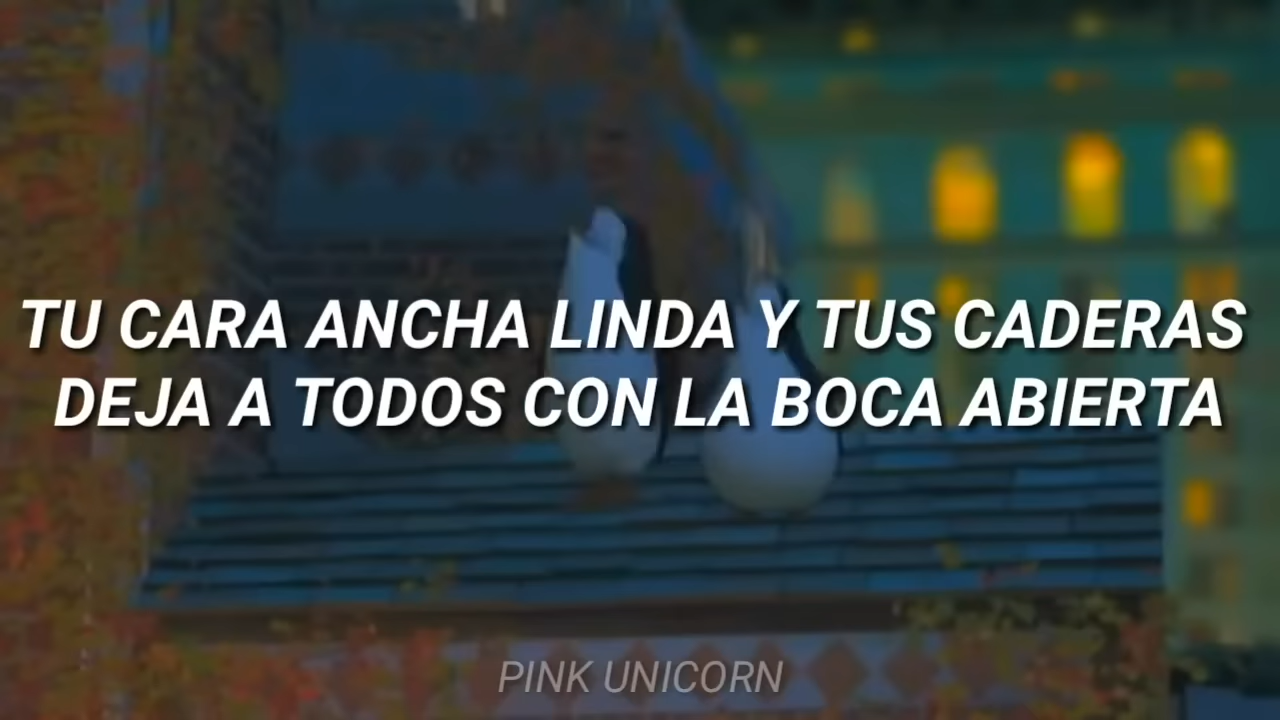 TU CARA ANCHA LINDA Y TUS CADERAS
DEJA A TODOS CON LA BOCA ABIERTA
PINK UNICORN